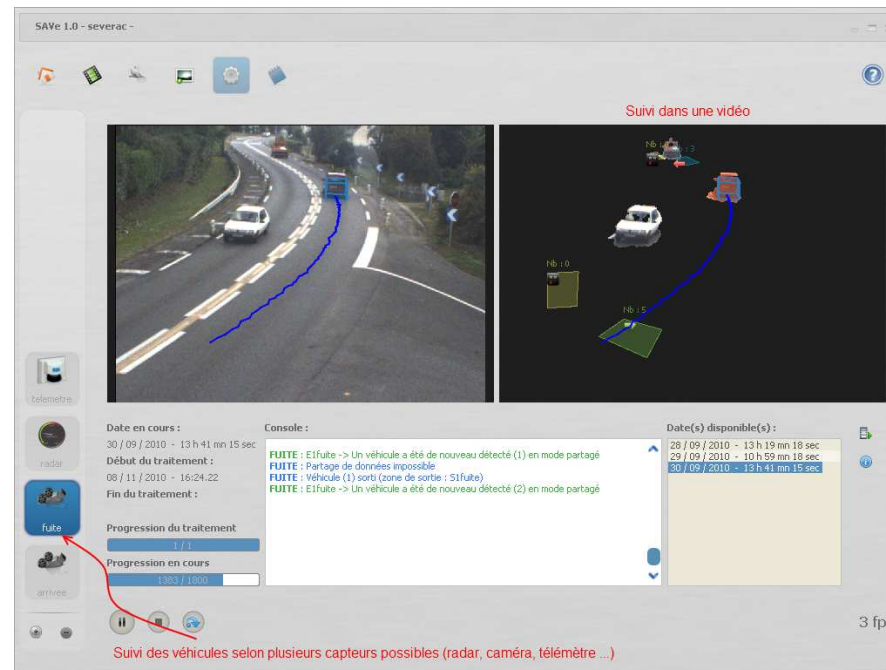 SAVe 1.0 - severac -
Suivi dans une vidéo
Nb : 3
Nb : 0
Nb : 5
telemetre
radar
fuite
arrivee
Date en cours :
30 / 09 / 2010 - 13 h 41 mn 15 sec
Début du traitement :
08 / 11 / 2010 - 16:24.22
Fin du traitement :
Progression du traitement
1 / 1
Progression en cours
1383 / 1800
Console :
FUITE : E1fuite -> Un véhicule a été de nouveau détecté (1) en mode partagé
FUITE : Partage de données impossible
FUITE : Véhicule (1) sorti (zone de sortie : S1fuite)
FUITE : E1fuite -> Un véhicule a été de nouveau détecté (2) en mode partagé
Date(s) disponible(s) :
28 / 09 / 2010 - 13 h 19 mn 18 sec
29 / 09 / 2010 - 10 h 59 mn 18 sec
30 / 09 / 2010 - 13 h 41 mn 15 sec
3 fp
Suivi des véhicules selon plusieurs capteurs possibles (radar, caméra, télémètre ...)